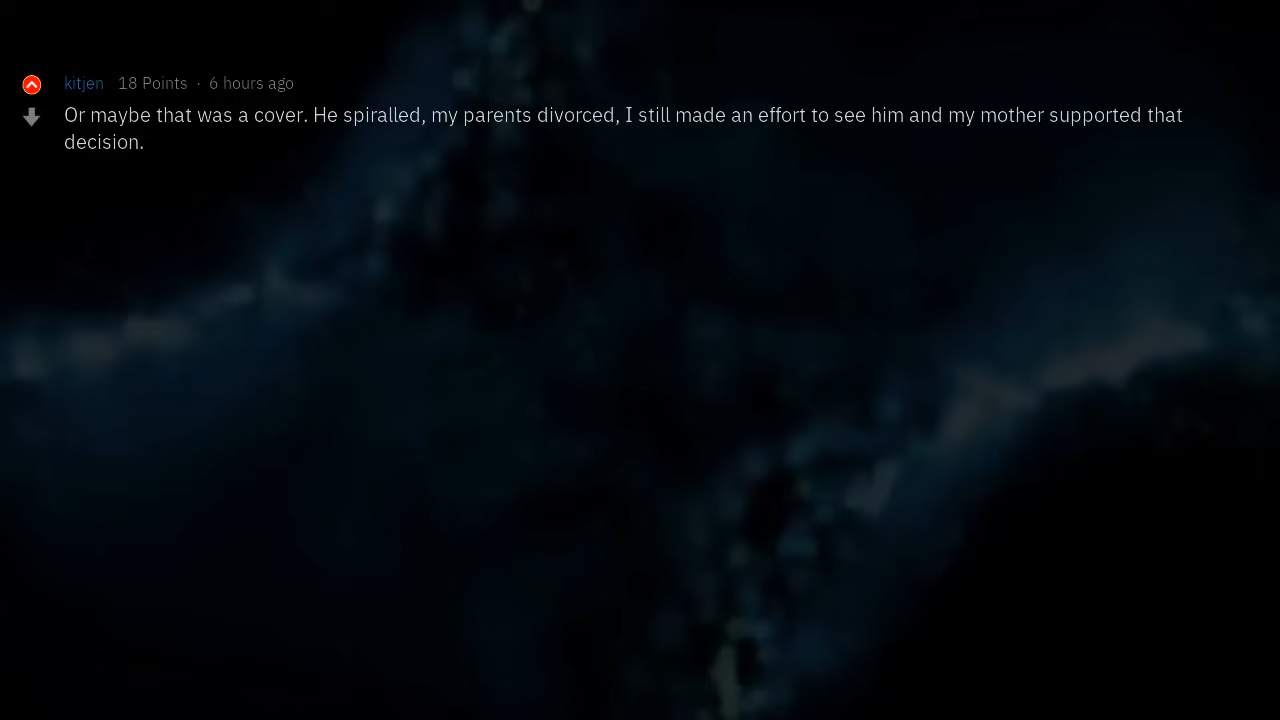 kitjen 18 Points · 6 hours ago
Or maybe that was a cover. He spiralled, my parents divorced, I still made an effort to see him and my mother supported that
decision.